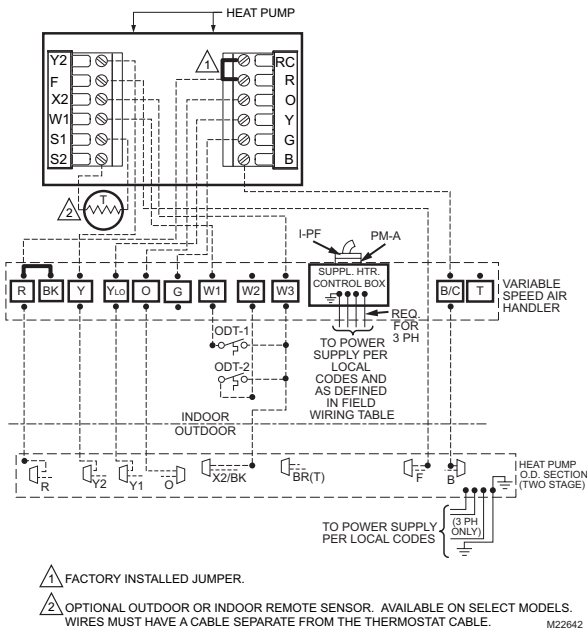 HEAT PUMP
Y2
F
X2
W1
S1
S2
RC
R
O
Y
G
B
1
2
T
I-PF
PM-A
R
BK
Y
YLO
O
G
W1
W2
W3
SUPPL. HTR.
CONTROL BOX
B/C
T
VARIABLE
SPEED AIR
HANDLER
REQ.
FOR
3 PH
ODT-1
ODT-2
TO POWER
SUPPLY PER
LOCAL
CODES AND
AS DEFINED
IN FIELD
WIRING TABLE
INDOOR
OUTDOOR
R
Y2
Y1
O
X2/BK
BR(T)
F
B
HEAT PUMP
O.D. SECTION
(TWO STAGE)
TO POWER SUPPLY
PER LOCAL CODES
(3 PH
ONLY)
1 FACTORY INSTALLED JUMPER.
2 OPTIONAL OUTDOOR OR INDOOR REMOTE SENSOR. AVAILABLE ON SELECT MODELS.
WIRES MUST HAVE A CABLE SEPARATE FROM THE THERMOSTAT CABLE.
M22642